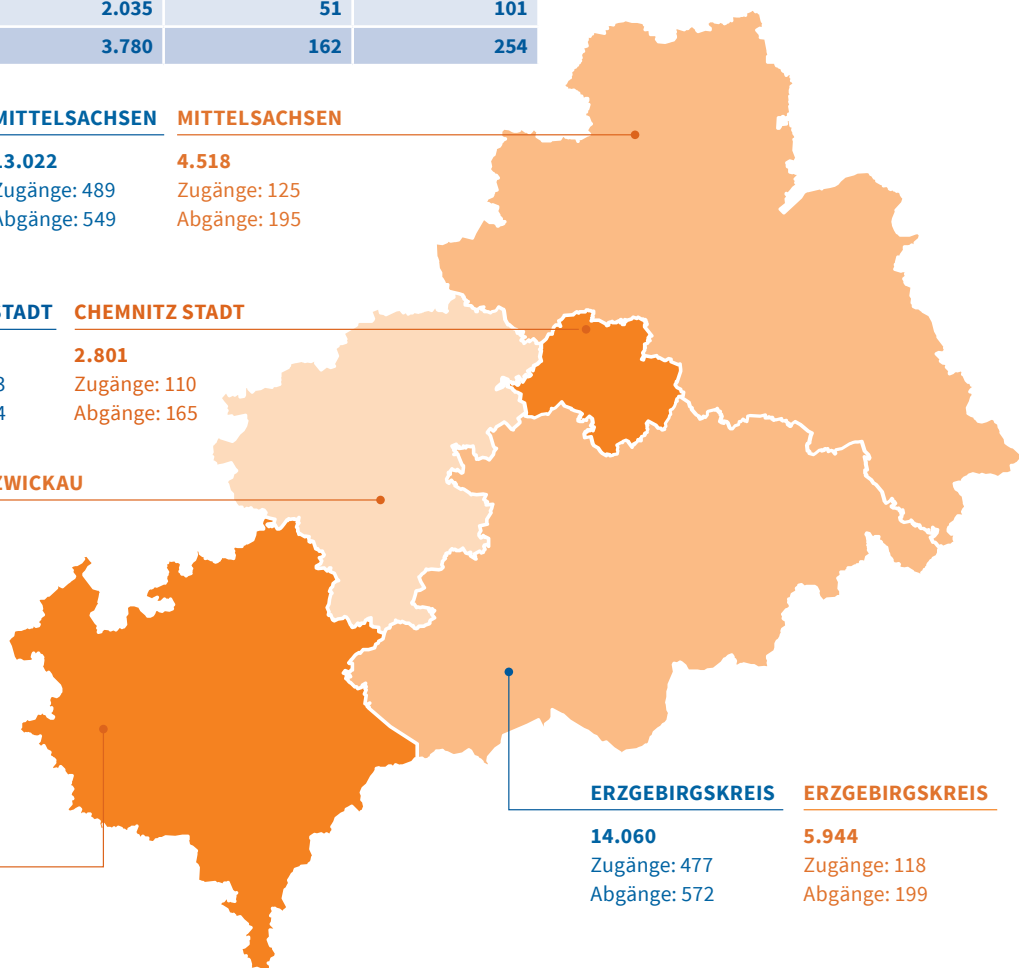 2.035 51 101
3.780 162 254
MITTELSACHSEN MITTELSACHSEN
13.022 4.518
Zugänge: 489 Zugänge: 125
Abgänge: 549 Abgänge: 195
STADT CHEMNITZ STADT
2.801
3 Zugänge: 110
4 Abgänge: 165
ZWICKAU
ERZGEBIRGSKREIS ERZGEBIRGSKREIS
14.060 5.944
Zugänge: 477 Zugänge: 118
Abgänge: 572 Abgänge: 199